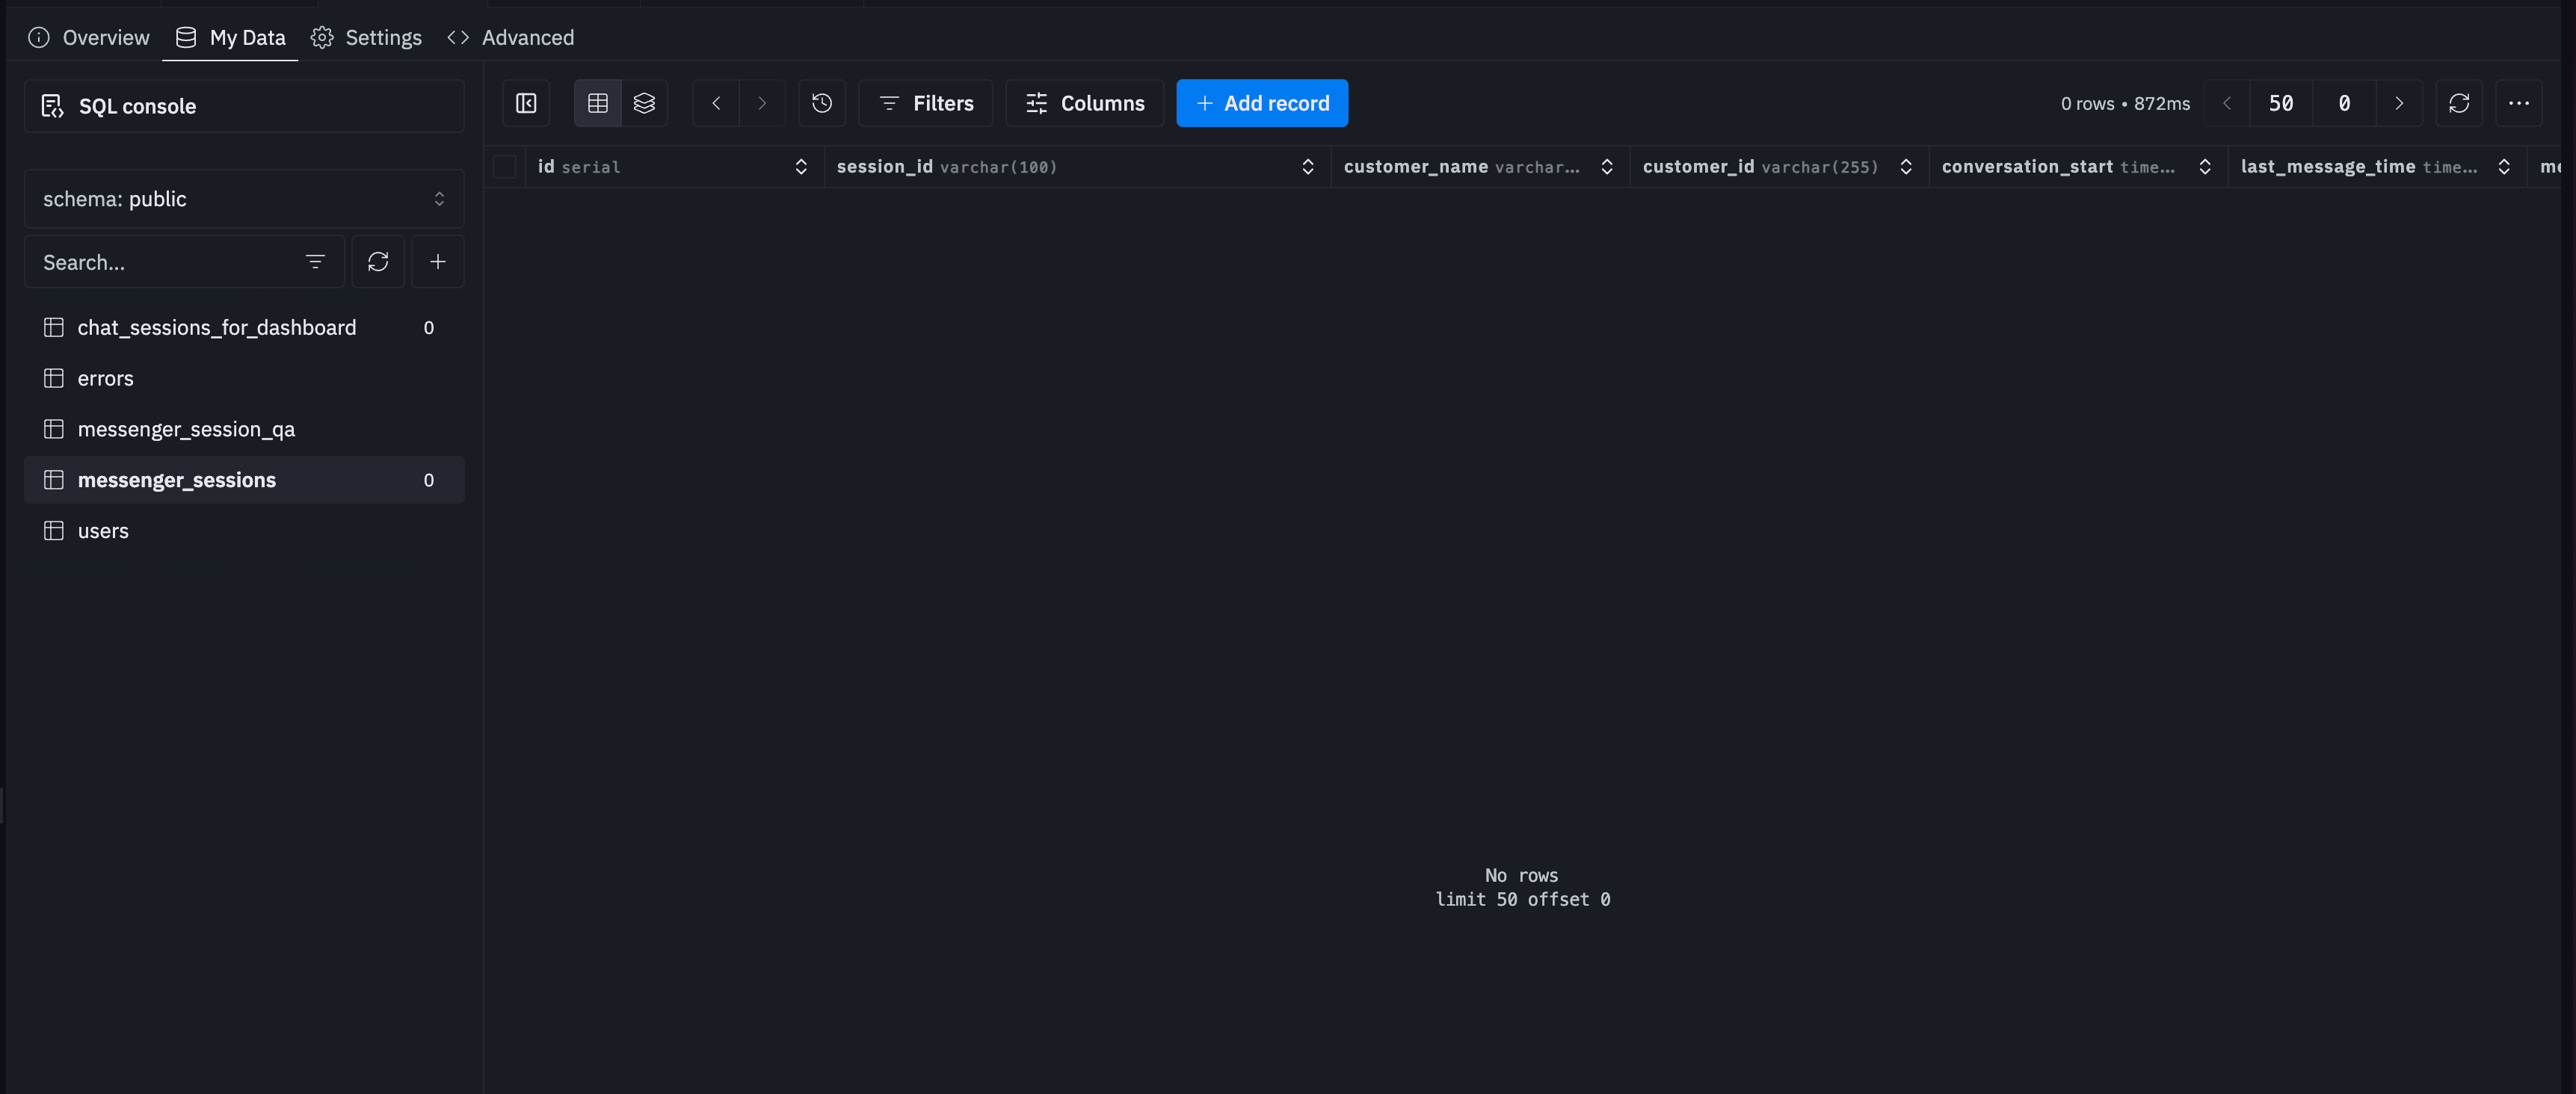 Overview My Data Settings Advanced
SQL console
schema: public
Search...
chat_sessions_for_dashboard 0
errors
messenger_session_qa
messenger_sessions 0
users
Filters Columns Add record 0 rows • 872ms 50 0
id serial session_id varchar(100) customer_name varchar... customer_id varchar(255) conversation_start time... last_message_time time...
No rows
limit 50 offset 0